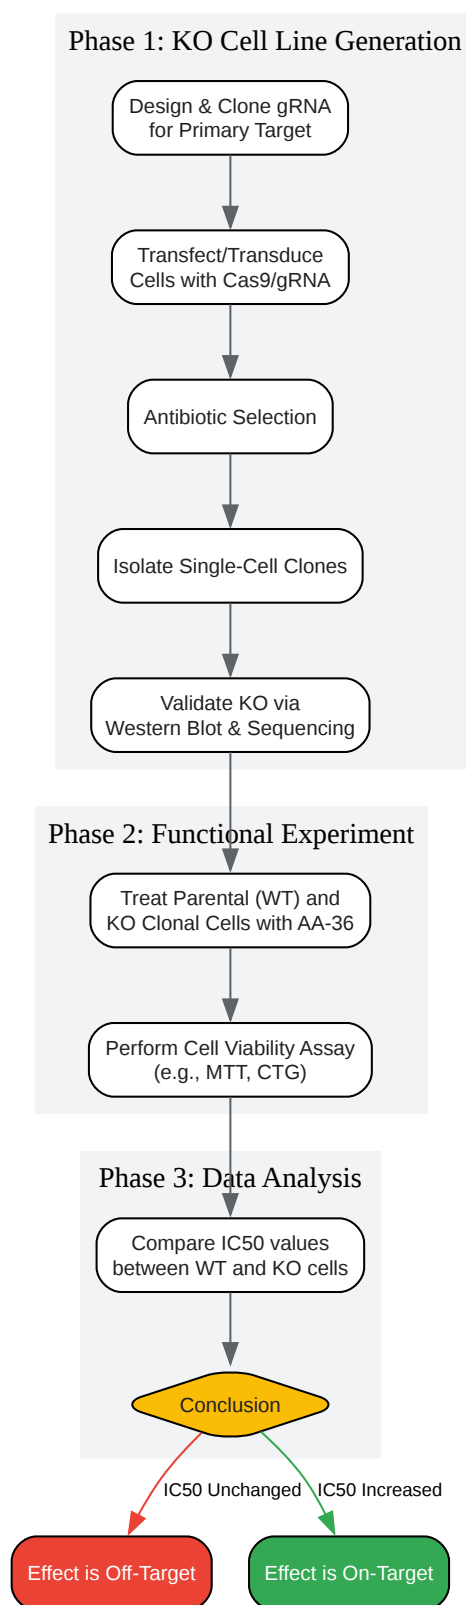 Phase 1: KO Cell Line Generation
Design & Clone gRNA
for Primary Target
Transfect/Transduce
Cells with Cas9/gRNA
Antibiotic Selection
Isolate Single-Cell Clones
Validate KO via
Western Blot & Sequencing
Phase 2: Functional Experiment
Treat Parental (WT) and
KO Clonal Cells with AA-36
Perform Cell Viability Assay
(e.g., MTT, CTG)
Phase 3: Data Analysis
Compare IC50 values
between WT and KO cells
Conclusion
IC50 Unchanged
IC50 Increased
Effect is Off-Target
Effect is On-Target